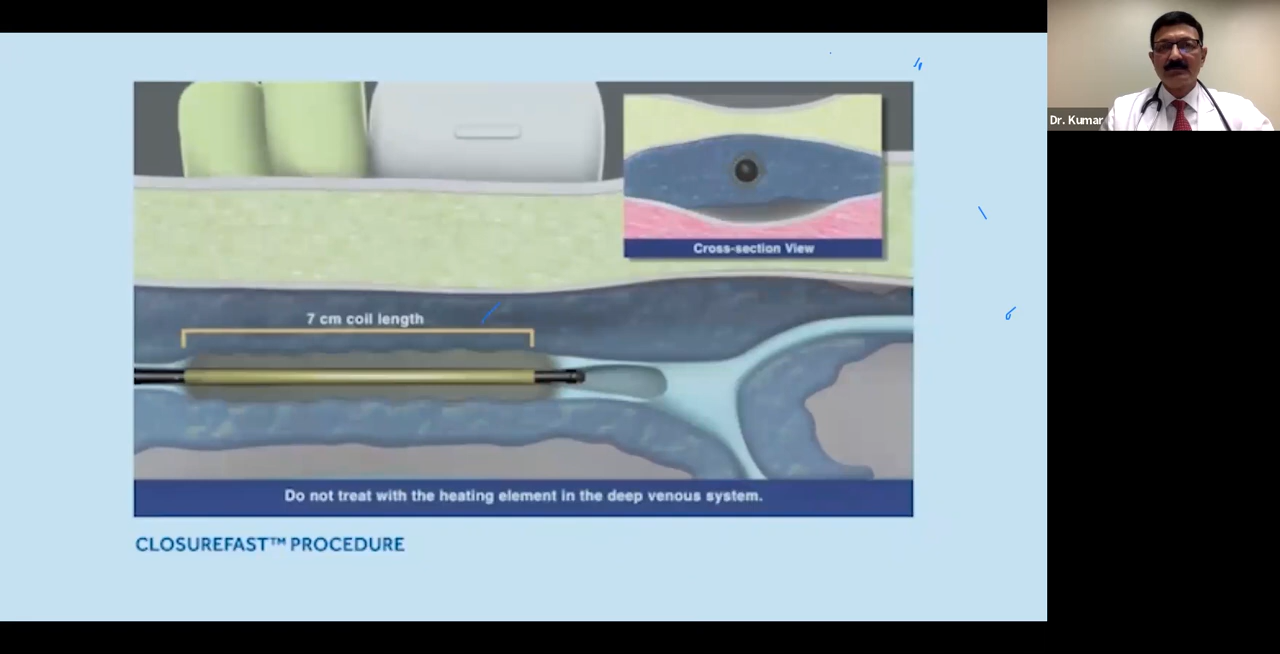 Dr. Kumar
Cross-section View
7 cm coil length
Do not treat with the heating element in the deep venous system.
CLOSUREFAST™ PROCEDURE